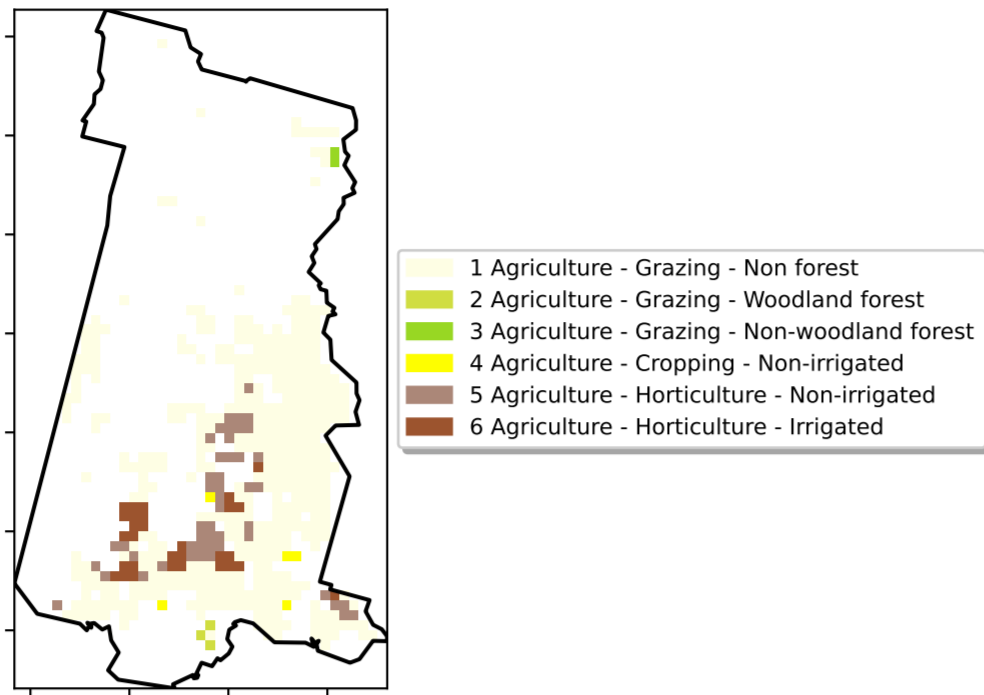 1 Agriculture - Grazing - Non forest
2 Agriculture - Grazing - Woodland forest
3 Agriculture - Grazing - Non-woodland forest
4 Agriculture - Cropping - Non-irrigated
5 Agriculture - Horticulture - Non-irrigated
6 Agriculture - Horticulture - Irrigated